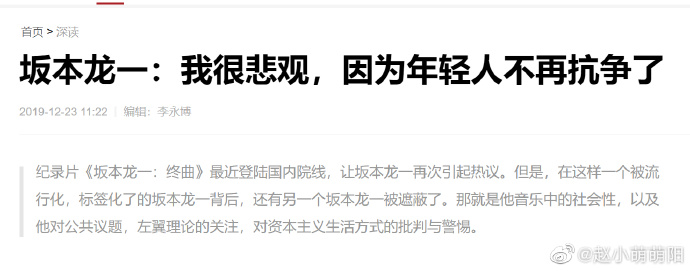 首页 > 深读
坂本龙一：我很悲观，因为年轻人不再抗争了
2019-12-23 11:22 | 编辑：李永博
纪录片《坂本龙一：终曲》最近登陆国内院线，让坂本龙一再次引起热议。但是，在这样一个被流
行化，标签化了的坂本龙一背后，还有另一个坂本龙一被遮蔽了。那就是他音乐中的社会性，以及
他对公共议题，左翼理论的关注，对资本主义生活方式的批判与警惕。
@赵小萌萌阳